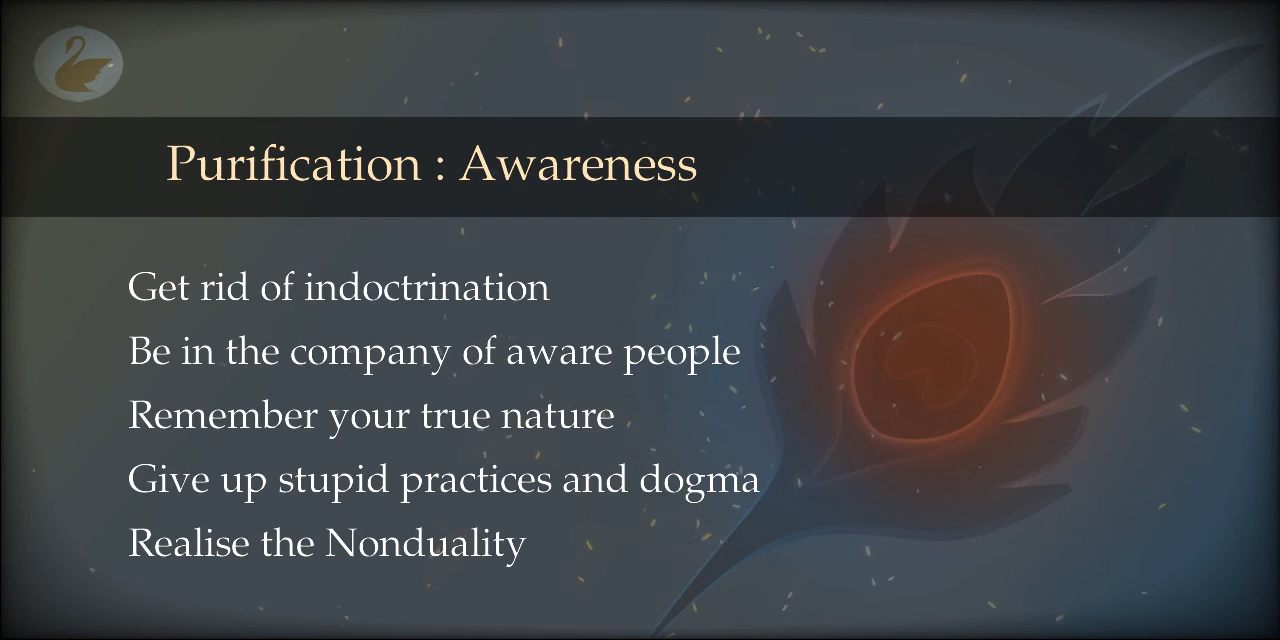 Purification : Awareness
Get rid of indoctrination
Be in the company of aware people
Remember your true nature
Give up stupid practices and dogma
Realise the Nonduality